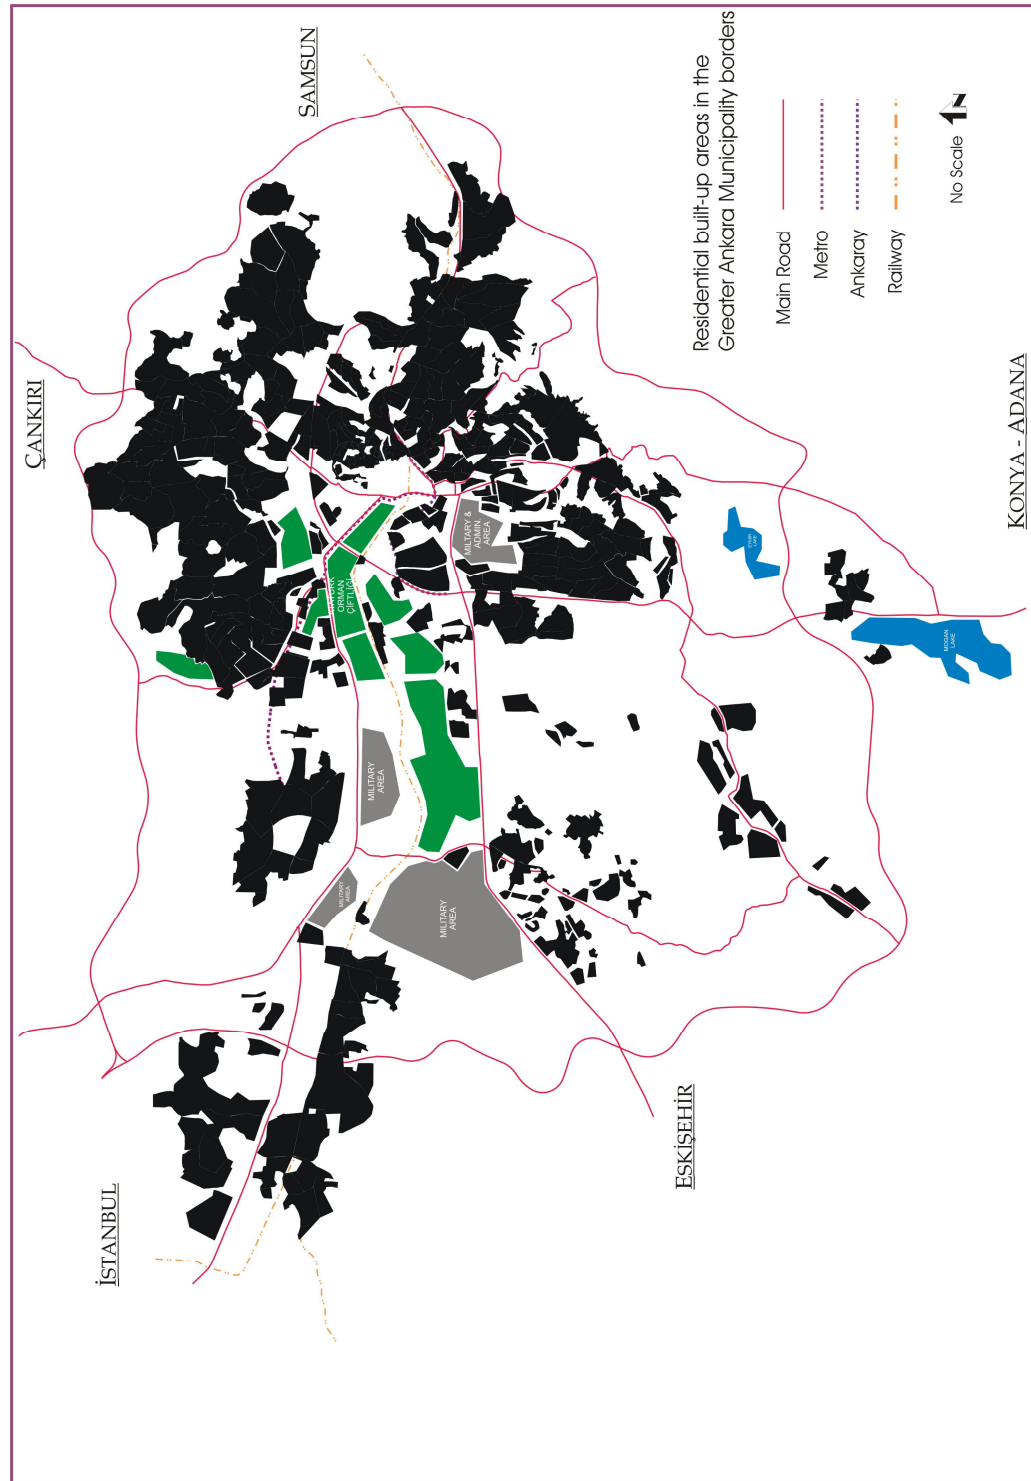 SAMSUN
ÇANKIRI
İSTANBUL
ESKİŞEHİR
KONYA - ADANA
Residential built-up areas in the
Greater Ankara Municipality borders
Main Road
Metro
Ankaray
Railway
No Scale
N
ORMAN
ÇİFTLİĞİ
MILITARY &
ADMIN
AREA
MILITARY
AREA
MILITARY
AREA
MILITARY
AREA
LAKE
MOGAN
LAKE